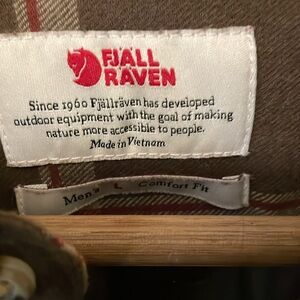 FJÄLL
RÄVEN
Since 1960 Fjällräven has developed
outdoor equipment with the goal of making
nature more accessible to people.
Made in Vietnam
Men's L Comfort Fit